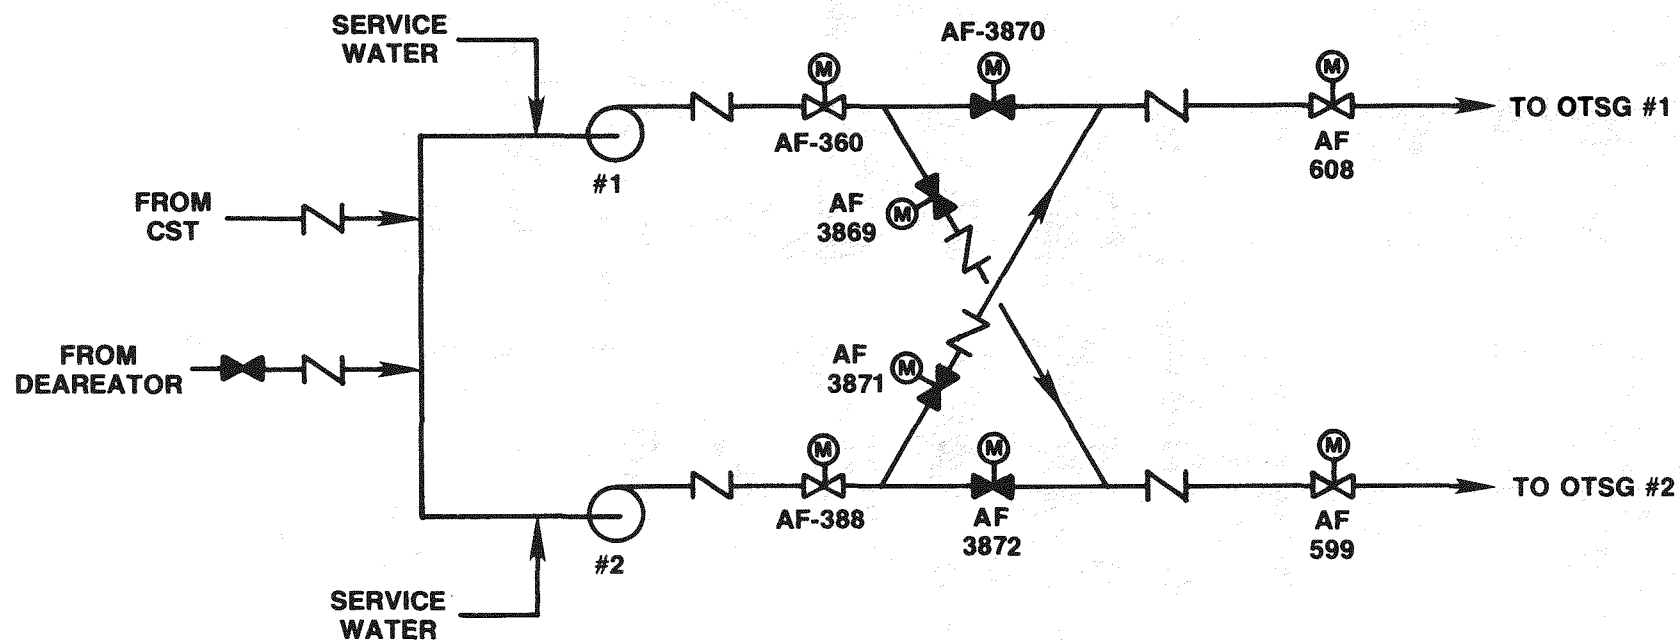 SERVICE
WATER
AF-3870
M
M
M
TO OTSG #1
AF-360
AF
608
#1
FROM
CST
AF
3869
M
FROM
DEAREATOR
AF
3871
M
M
M
M
TO OTSG #2
AF-388
AF
3872
AF
599
#2
SERVICE
WATER